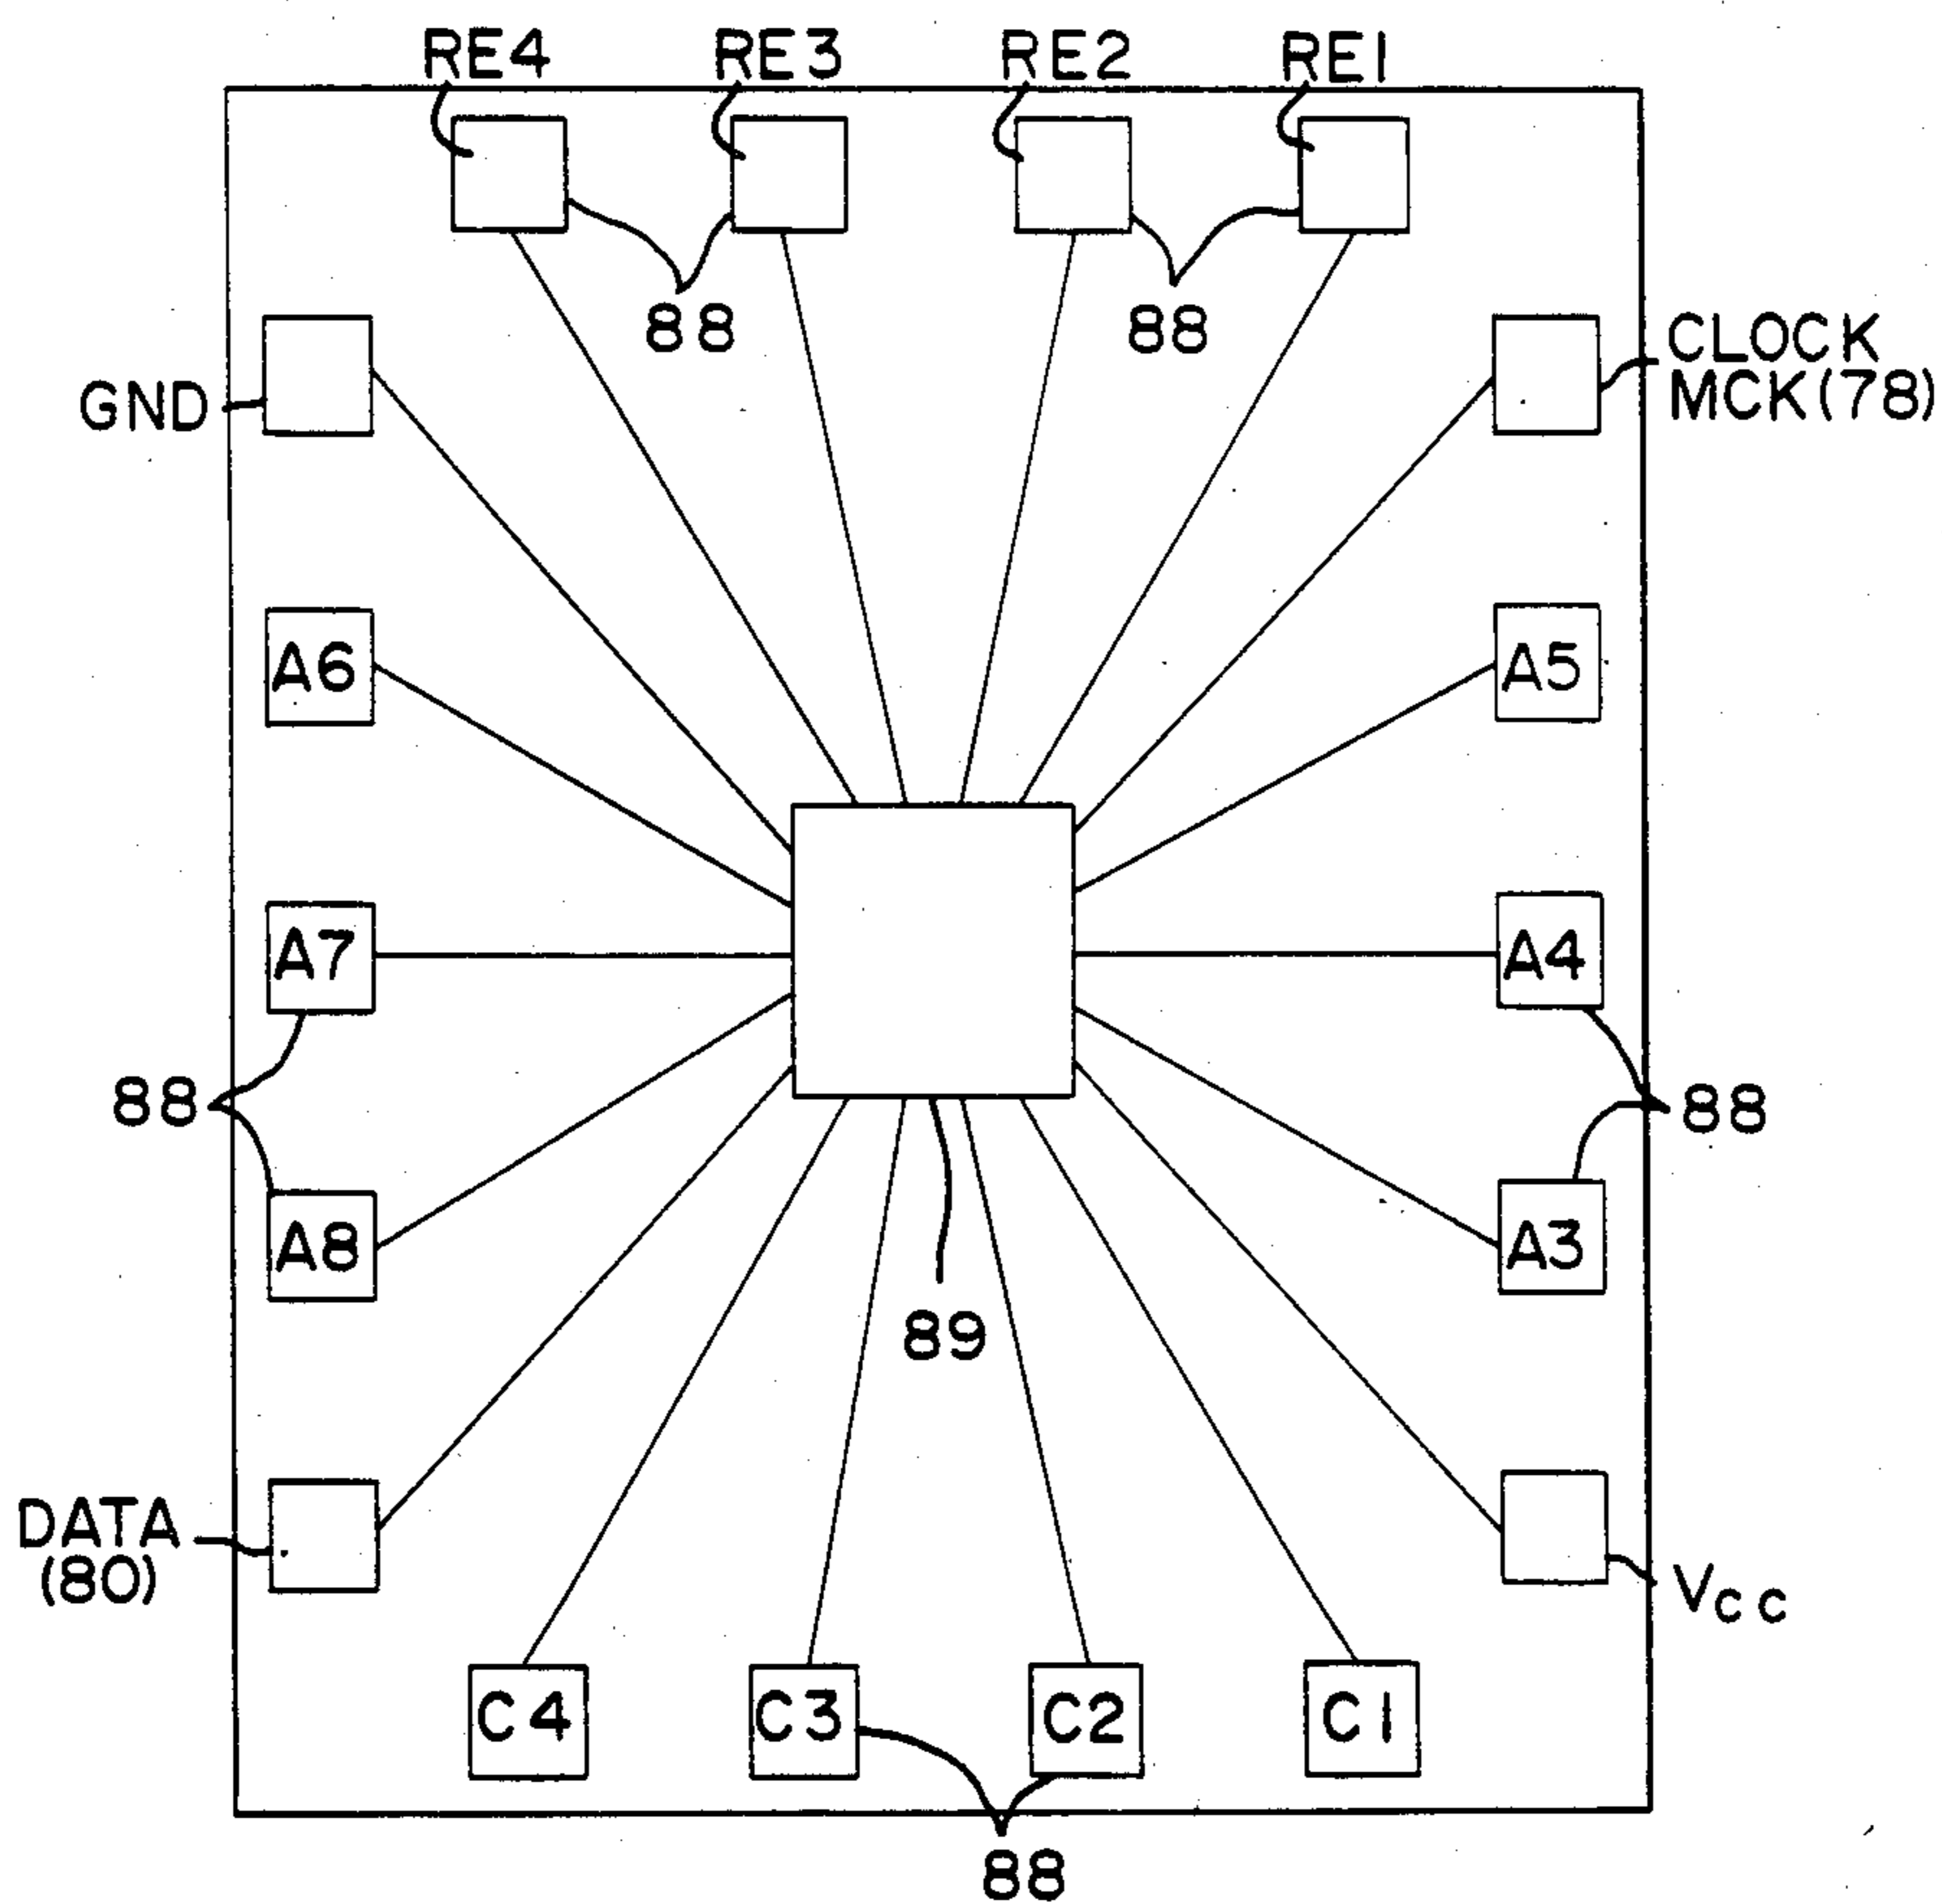 RE4 RE3 RE2 RE1
88 88
CLOCK
MCK(78)
GND
A6 A5
A7 A4
88 88
A8 A3
89
DATA
(80)
Vcc
C4 C3 C2 C1
88